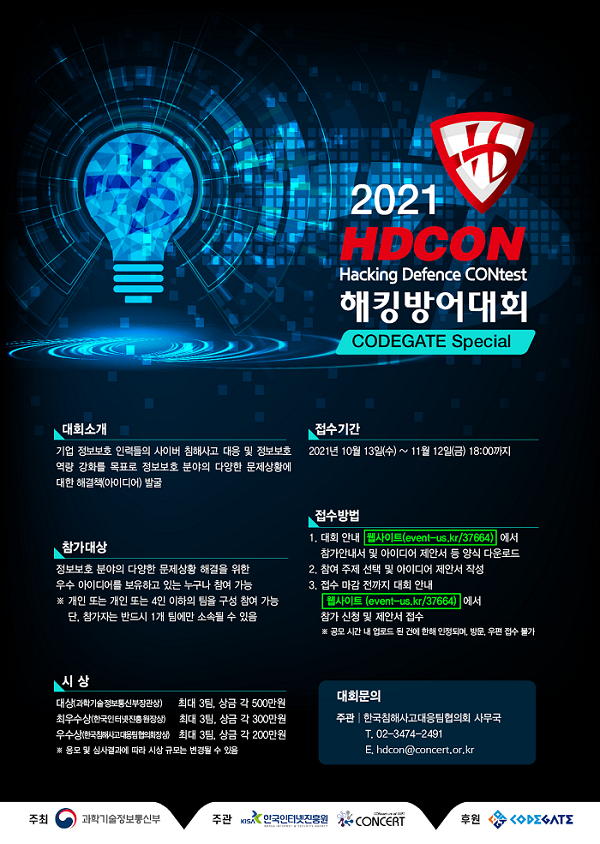 2021
HDCON
Hacking Defence CONtest
해킹방어대회
CODEGATE Special
대회소개
기업 정보보호 인력들의 사이버 침해사고 대응 및 정보보호
역량 강화를 목표로 정보보호 분야의 다양한 문제상황에
대한 해결책(아이디어) 발굴
참가대상
정보보호 분야의 다양한 문제상황 해결을 위한
우수 아이디어를 보유하고 있는 누구나 참여 가능
※ 개인 또는 개인 또는 4인 이하의 팀을 구성 참여 가능
단, 참가자는 반드시 1개 팀에만 소속될 수 있음
시 상
대상(과학기술정보통신부장관상) 최대 3팀, 상금 각 500만원
최우수상(한국인터넷진흥원장상) 최대 3팀, 상금 각 300만원
우수상(한국침해사고대응팀협의회장상) 최대 3팀, 상금 각 200만원
※ 응모 및 심사결과에 따라 시상 규모는 변경될 수 있음
접수기간
2021년 10월 13일(수) ~ 11월 12일(금) 18:00까지
접수방법
1. 대회 안내 웹사이트(event-us.kr/37664) 에서
참가안내서 및 아이디어 제안서 등 양식 다운로드
2. 참여 주제 선택 및 아이디어 제안서 작성
3. 접수 마감 전까지 대회 안내
웹사이트 (event-us.kr/37664) 에서
참가 신청 및 제안서 접수
※ 공모 시간 내 업로드 된 건에 한해 인정되며, 방문, 우편 접수 불가
대회문의
주관 | 한국침해사고대응팀협의회 사무국
T. 02-3474-2491
E. hdcon@concert.or.kr
주최 과학기술정보통신부 주관 KISA 한국인터넷진흥원 CONCERT 후원 CODEGATE
KOREA INTERNET & SECURITY AGENCY